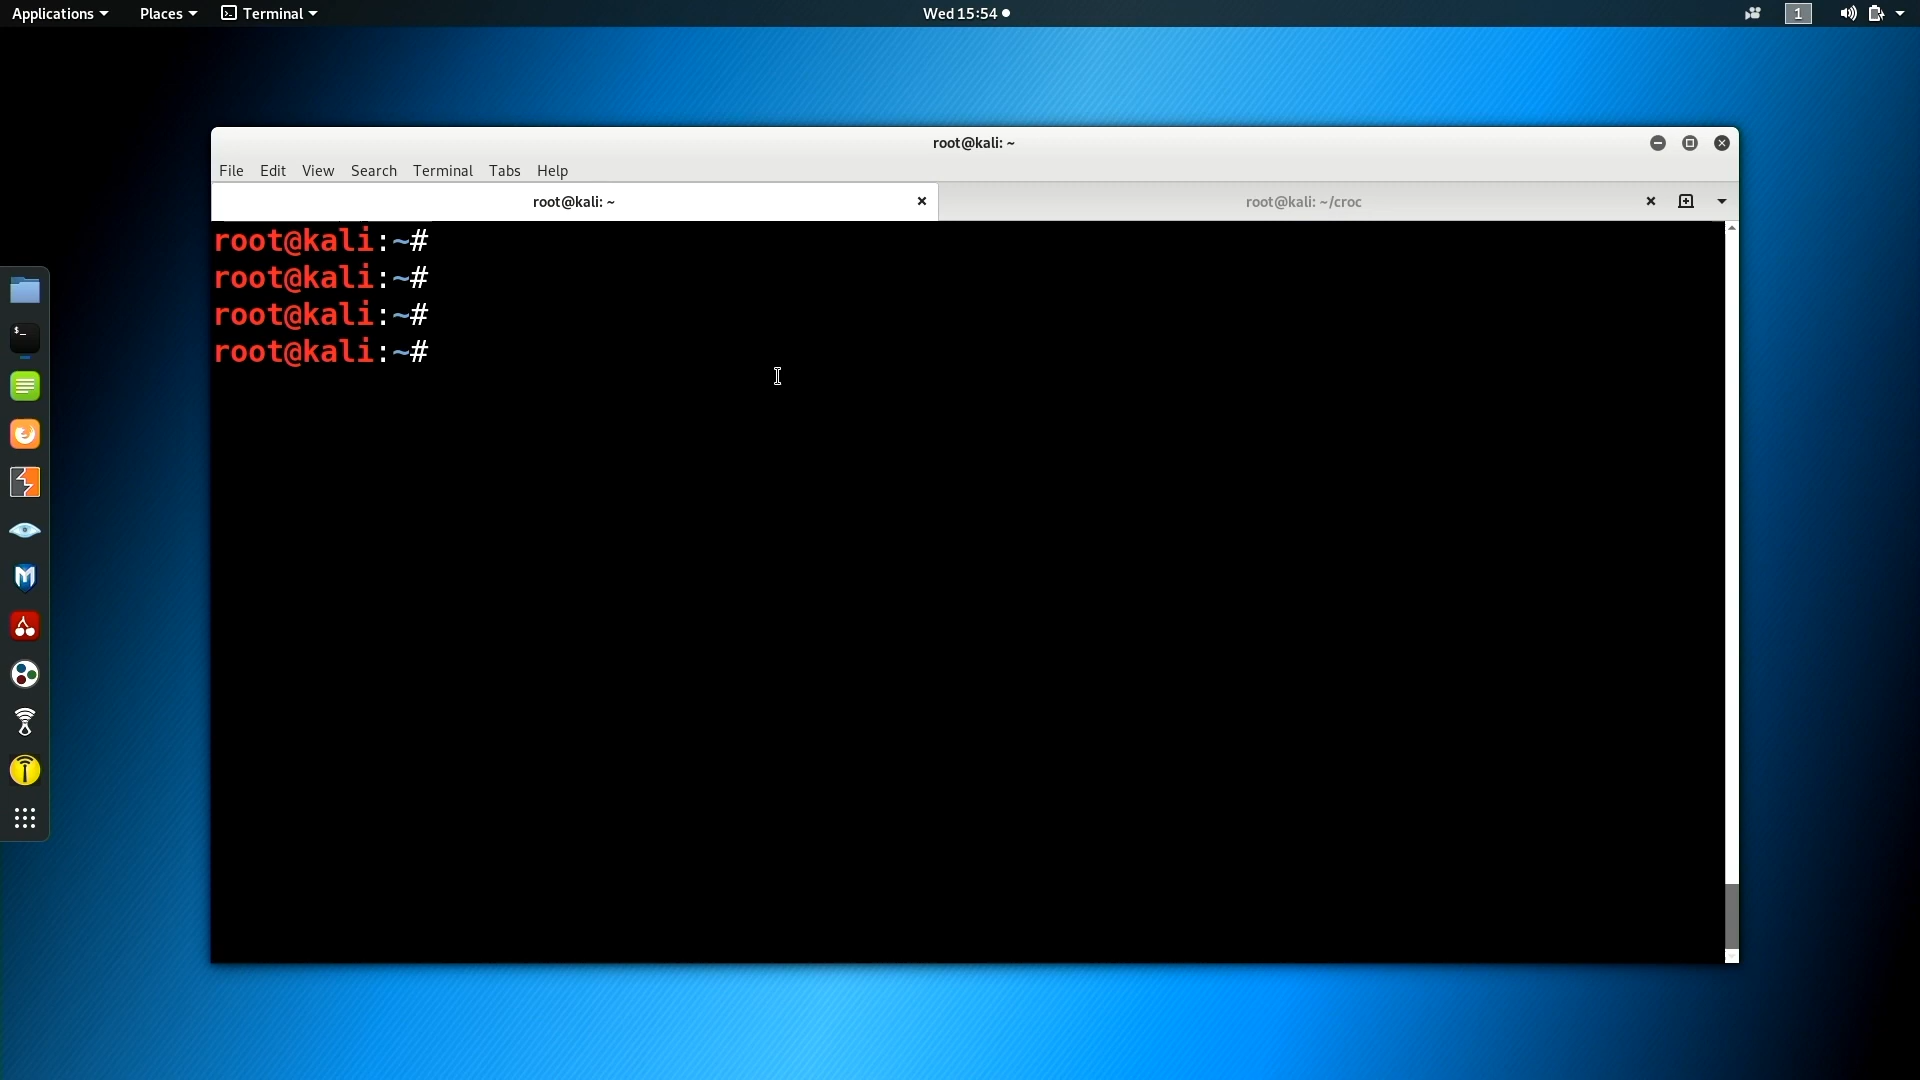 Applications Places Terminal Wed 15:54 1
root@kali: ~
File Edit View Search Terminal Tabs Help
root@kali: ~ root@kali: ~/croc
root@kali:~#
root@kali:~#
root@kali:~#
root@kali:~#